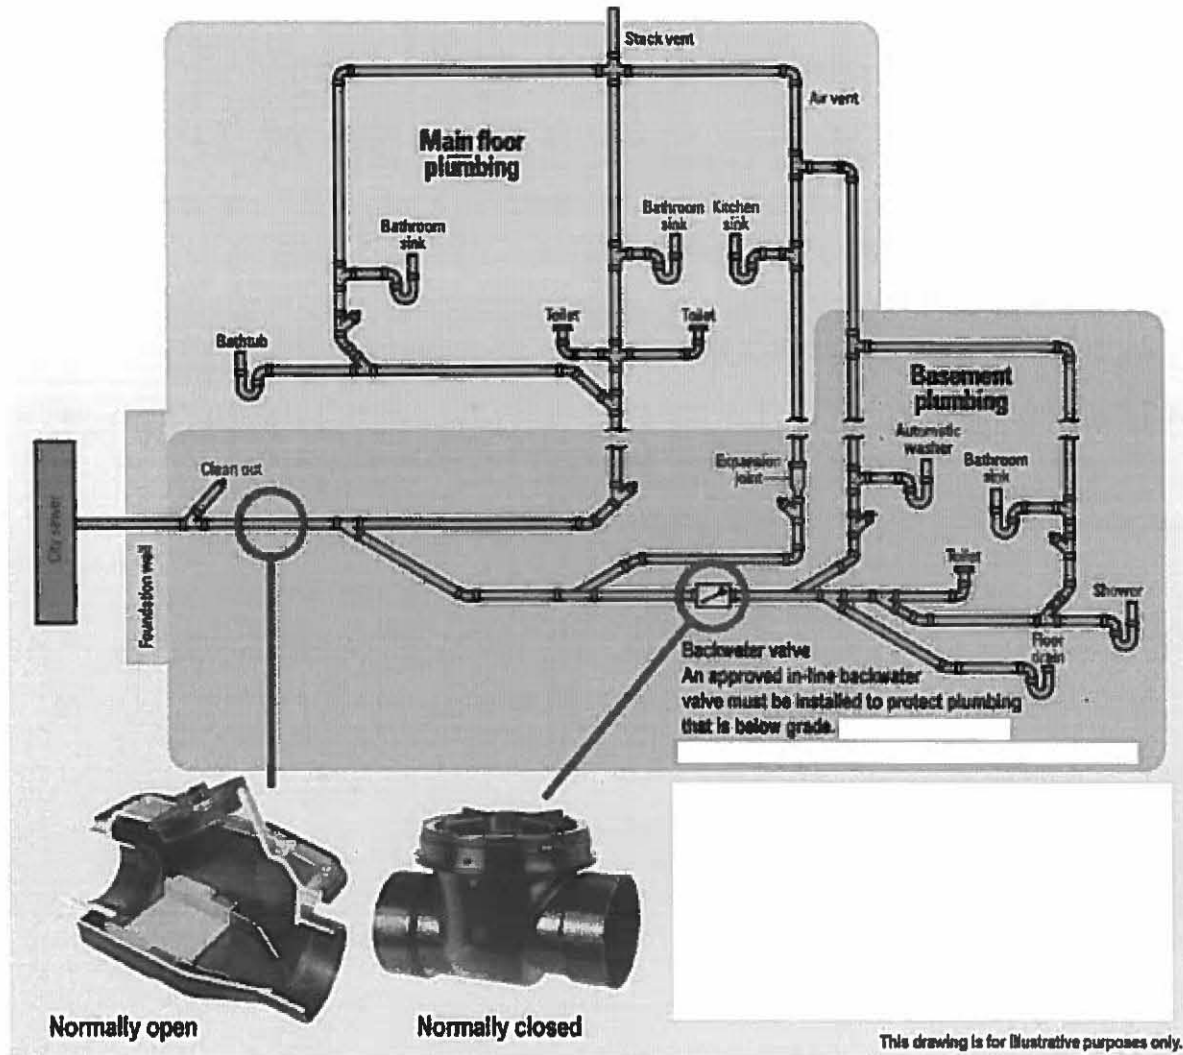 Stack vent
Air vent
Main floor
plumbing
Bathroom
sink
Bathroom
sink
Kitchen
sink
Toilet
Toilet
Bathtub
Basement
plumbing
Automatic
washer
Bathroom
sink
Expansion
joint
Clean out
City sewer
Foundation wall
Toilet
Shower
Floor
drain
Backwater valve
An approved in-line backwater
valve must be installed to protect plumbing
that is below grade.
Normally open
Normally closed
This drawing is for illustrative purposes only.